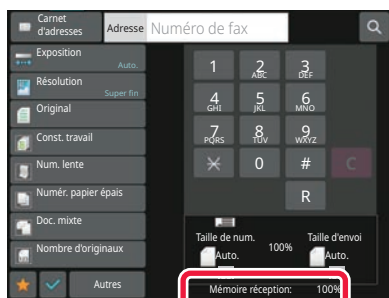 Carnet d'adresses
Adresse
Numéro de fax
Exposition
Auto.
Résolution
Super fin
Original
Const. travail
Num. lente
Numér. papier épais
Doc. mixte
Nombre d'originaux
Autres
1
2 ABC
3 DEF
4 GHI
5 JKL
6 MNO
7 PQRS
8 TUV
9 WXYZ
0
#
C
R
Taille de num.
Auto.
100%
Taille d'envoi
Auto.
Mémoire réception: 100%